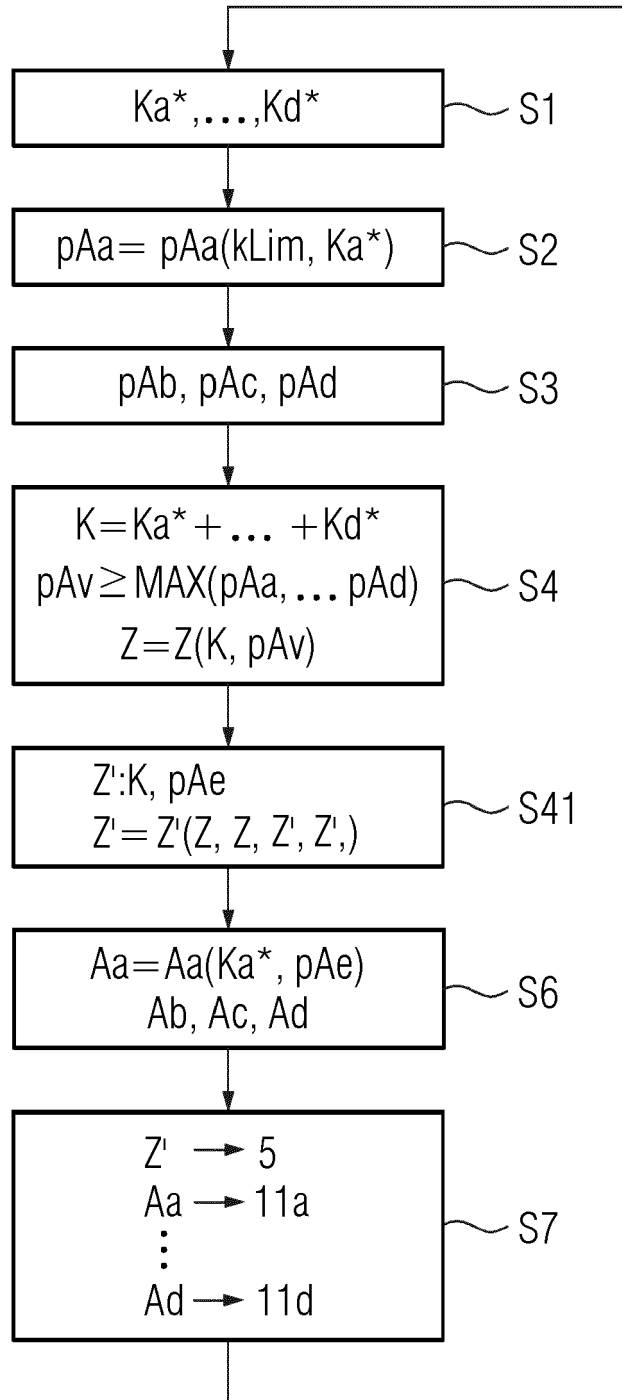 Ka*,...,Kd*
S1
pAa= pAa(kLim, Ka*)
S2
pAb, pAc, pAd
S3
K=Ka*+ ... +Kd*
pAv≥MAX(pAa,... pAd)
Z=Z(K, pAv)
S4
Z':K, pAe
Z'=Z'(Z, Z, Z', Z',)
S41
Aa=Aa(Ka*, pAe)
Ab, Ac, Ad
S6
Z' → 5
Aa → 11a
⋮
Ad → 11d
S7